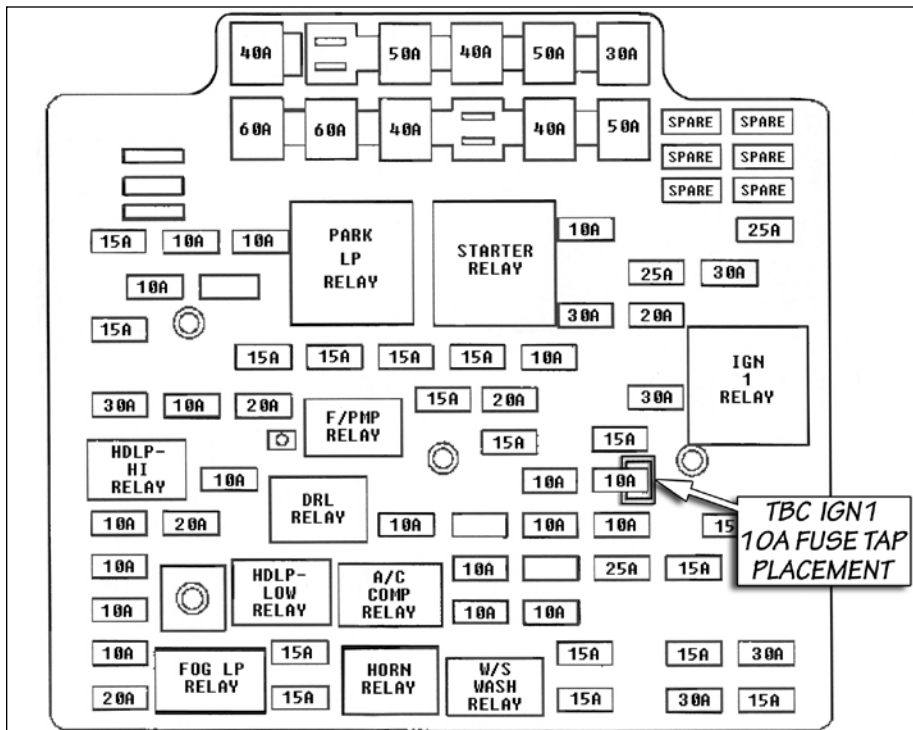 40A 50A 40A 50A 30A
60A 60A 40A 40A 50A
SPARE SPARE
SPARE SPARE
SPARE SPARE
15A 10A 10A
PARK
LP
RELAY
STARTER
RELAY
10A
25A
10A
25A 30A
15A
30A 20A
15A 15A 15A 15A 10A
IGN
1
RELAY
30A 10A 20A
F/PMP
RELAY
15A 20A
30A
15A
15A
HDLP-
HI
RELAY
10A
DRL
RELAY
10A
10A
TBC IGN1
10A FUSE TAP
PLACEMENT
10A 20A
10A
10A
10A
15
10A
HDLP-
LOW
RELAY
A/C
COMP
RELAY
10A
25A
15A
10A
10A
10A
10A
FOG LP
RELAY
15A
HORN
RELAY
W/S
WASH
RELAY
15A
15A
30A
20A
15A
15A
30A
15A